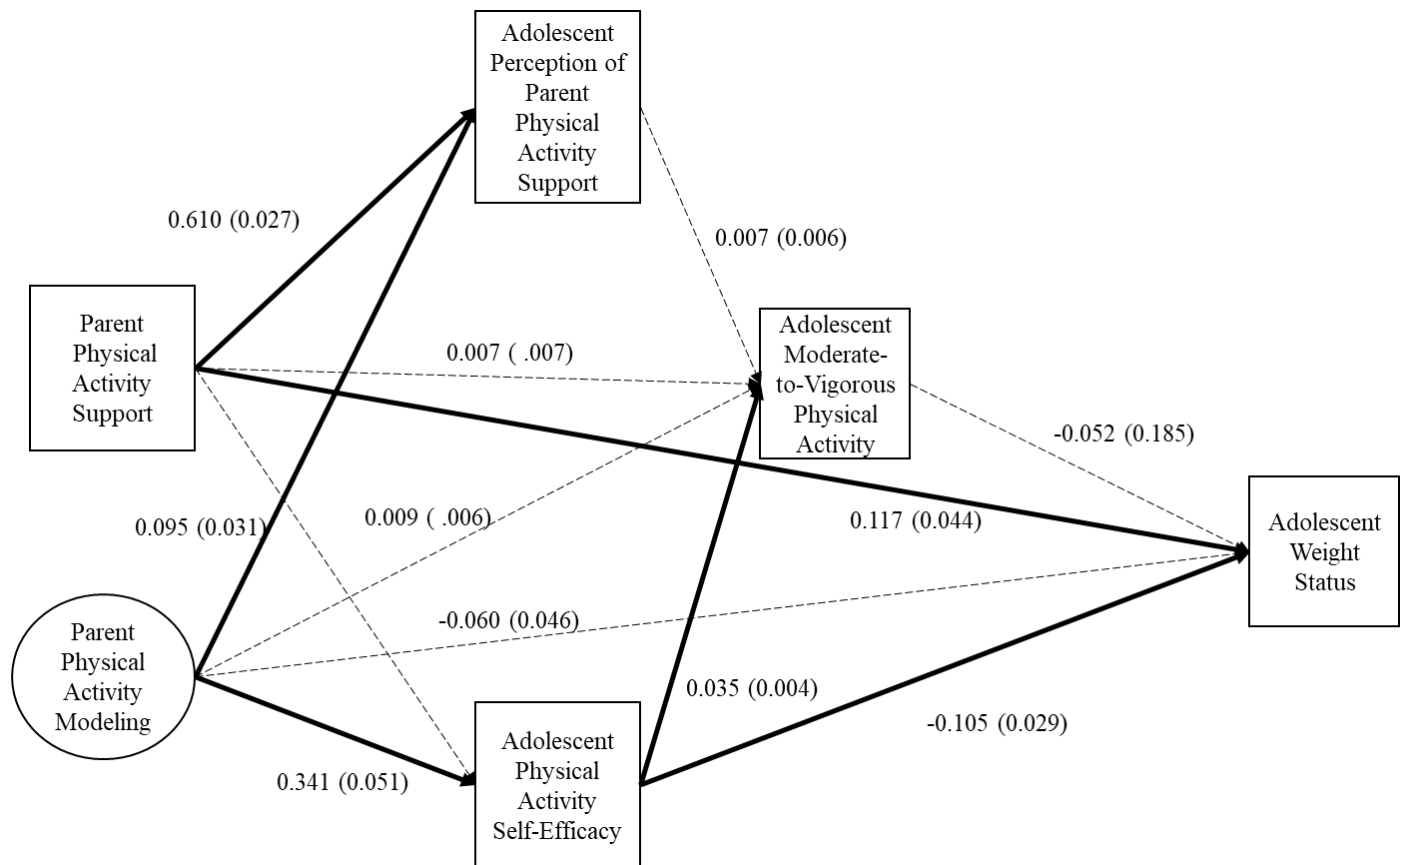 Adolescent
Perception of
Parent
Physical
Activity
Support
0.610 (0.027)
0.007 (0.006)
Parent
Physical
Activity
Support
0.007 ( .007)
Adolescent
Moderate-
to-Vigorous
Physical
Activity
-0.052 (0.185)
0.095 (0.031)
0.009 ( .006)
0.117 (0.044)
Adolescent
Weight
Status
Parent
Physical
Activity
Modeling
-0.060 (0.046)
0.035 (0.004)
-0.105 (0.029)
0.341 (0.051)
Adolescent
Physical
Activity
Self-Efficacy